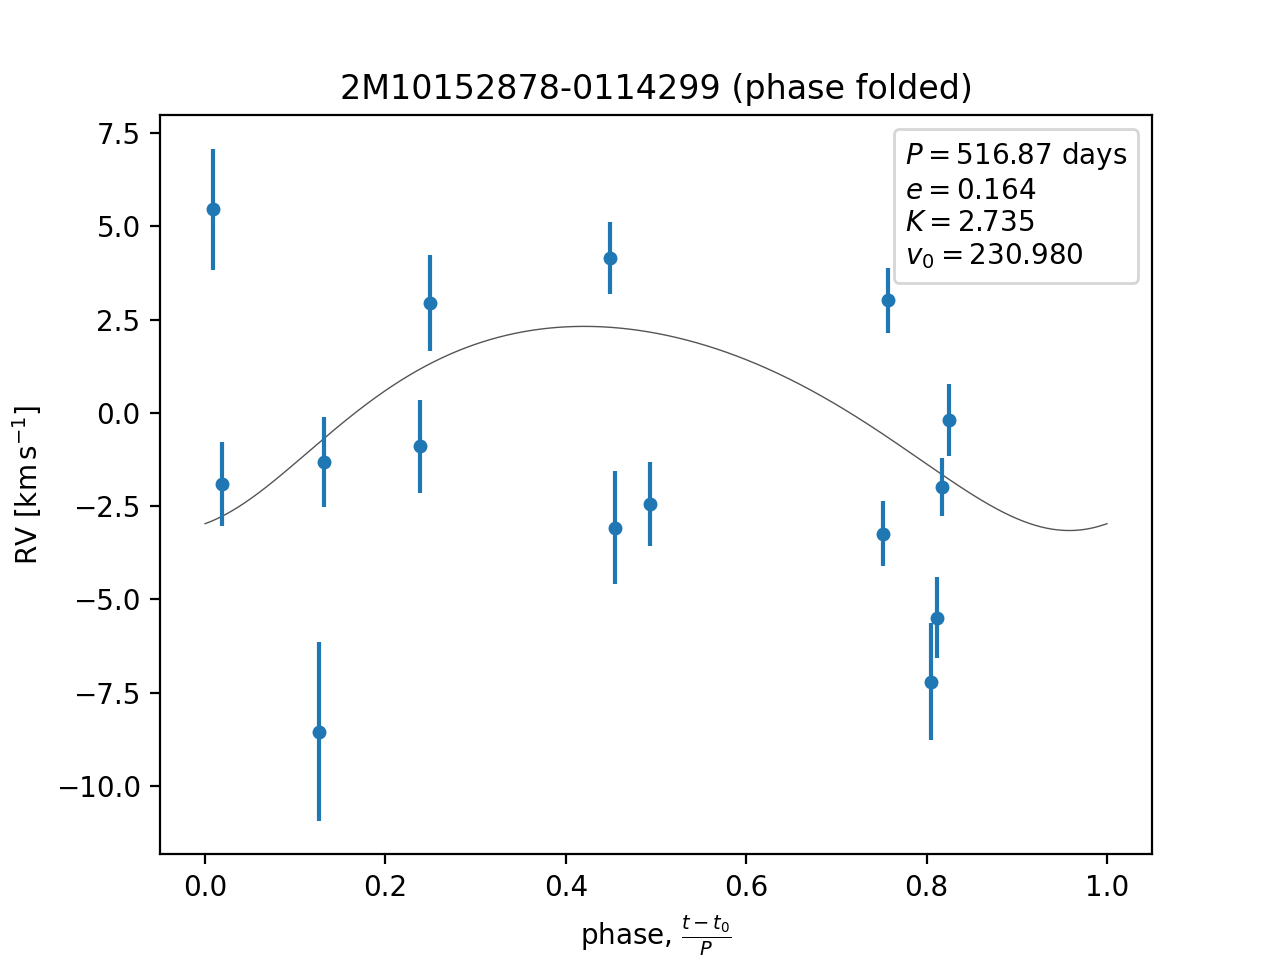 2M10152878-0114299 (phase folded)
P = 516.87 days
e = 0.164
K = 2.735
v₀ = 230.980
RV [km s⁻¹]
7.5
5.0
2.5
0.0
−2.5
−5.0
−7.5
−10.0
0.0 0.2 0.4 0.6 0.8 1.0
phase, (t − t₀)/P